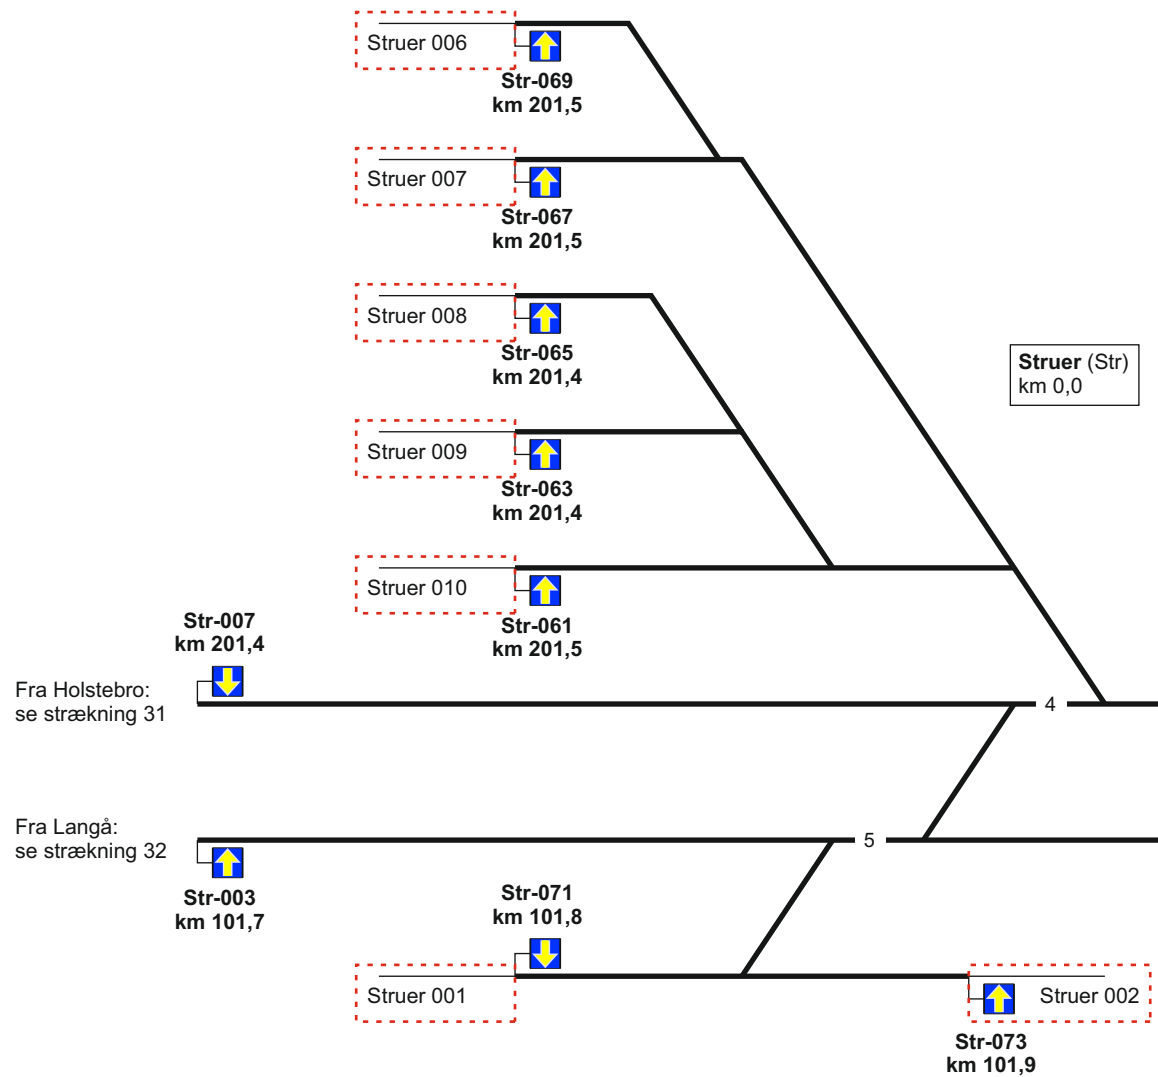 Struer 006
Str-069
km 201,5
Struer 007
Str-067
km 201,5
Struer 008
Str-065
km 201,4
Struer (Str)
km 0,0
Struer 009
Str-063
km 201,4
Struer 010
Str-061
km 201,5
Str-007
km 201,4
Fra Holstebro:
se strækning 31
4
Fra Langå:
se strækning 32
5
Str-003
km 101,7
Str-071
km 101,8
Struer 001
Struer 002
Str-073
km 101,9